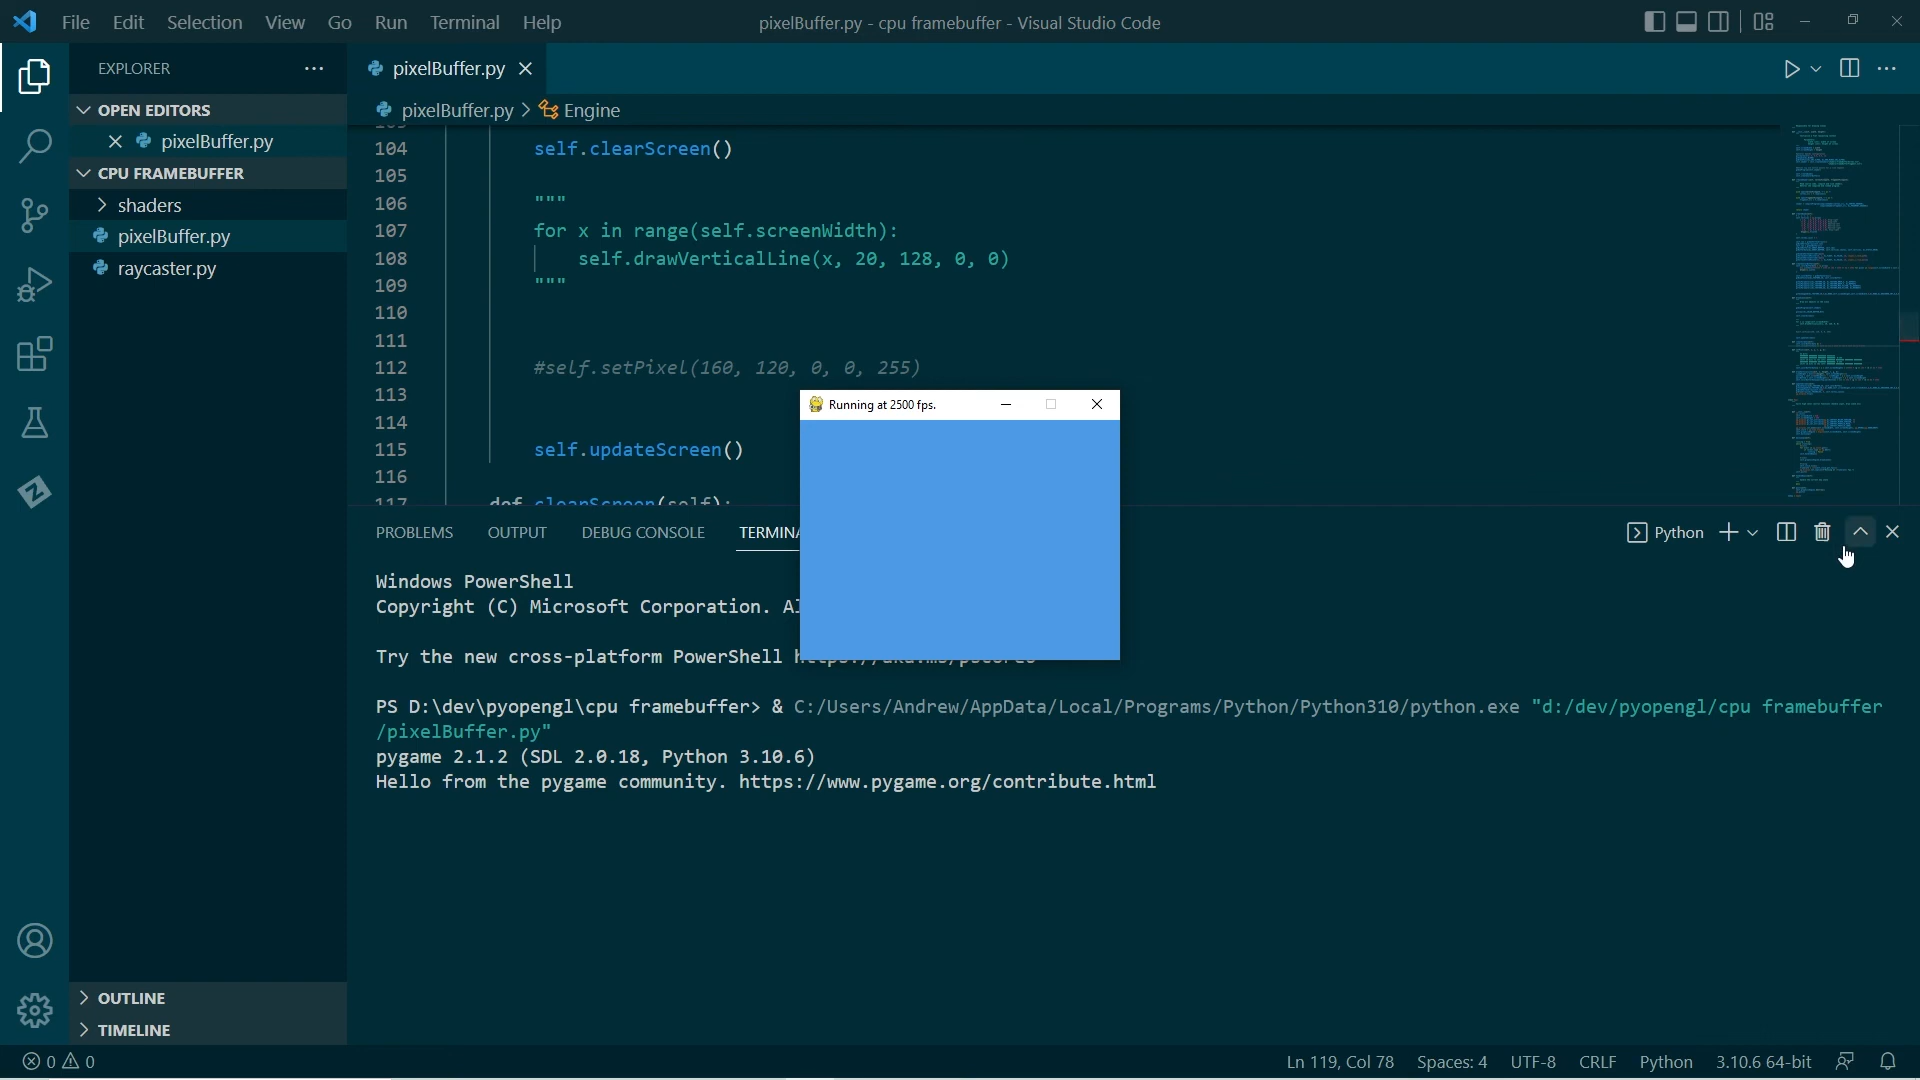 File Edit Selection View Go Run Terminal Help
pixelBuffer.py - cpu framebuffer - Visual Studio Code
EXPLORER
OPEN EDITORS
pixelBuffer.py
CPU FRAMEBUFFER
shaders
pixelBuffer.py
raycaster.py
OUTLINE
TIMELINE
pixelBuffer.py
pixelBuffer.py > Engine
104 self.clearScreen()
105
106 """
107 for x in range(self.screenWidth):
108 self.drawVerticalLine(x, 20, 128, 0, 0)
109 """
110
111
112 #self.setPixel(160, 120, 0, 0, 255)
113
114
115 self.updateScreen()
116
117 def clearScreen(self):
Running at 2500 fps.
PROBLEMS OUTPUT DEBUG CONSOLE TERMINA
Python
Windows PowerShell
Copyright (C) Microsoft Corporation. Al
Try the new cross-platform PowerShell
PS D:\dev\pyopengl\cpu framebuffer> & C:/Users/Andrew/AppData/Local/Programs/Python/Python310/python.exe "d:/dev/pyopengl/cpu framebuffer
/pixelBuffer.py"
pygame 2.1.2 (SDL 2.0.18, Python 3.10.6)
Hello from the pygame community. https://www.pygame.org/contribute.html
0 0
Ln 119, Col 78 Spaces: 4 UTF-8 CRLF Python 3.10.6 64-bit